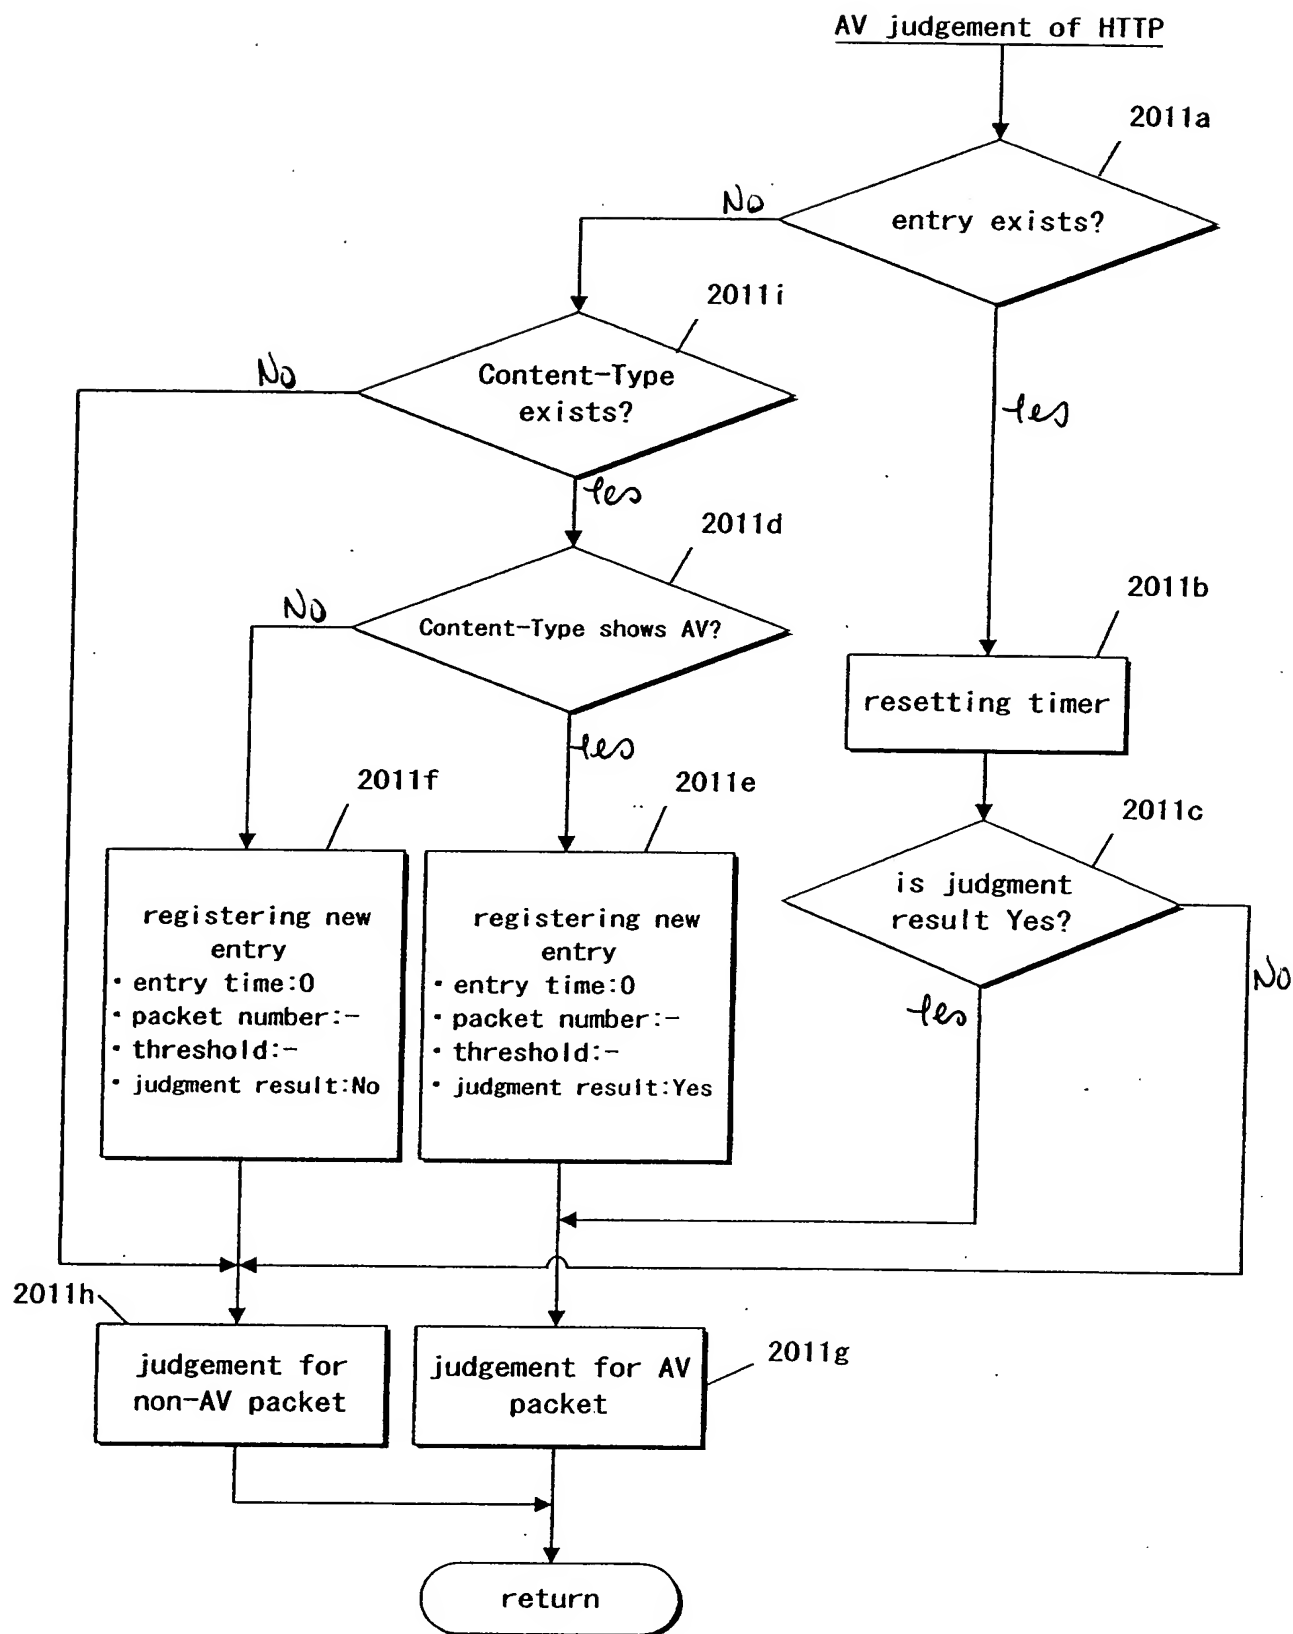 AV judgement of HTTP
2011a
No
entry exists?
2011i
No
Content-Type
exists?
Yes
Yes
2011d
No
Content-Type shows AV?
2011b
resetting timer
Yes
2011f
2011e
2011c
is judgment
result Yes?
registering new
entry
・entry time:0
・packet number:-
・threshold:-
・judgment result:No
registering new
entry
・entry time:0
・packet number:-
・threshold:-
・judgment result:Yes
No
Yes
2011h
judgement for
non-AV packet
judgement for AV
packet
2011g
return